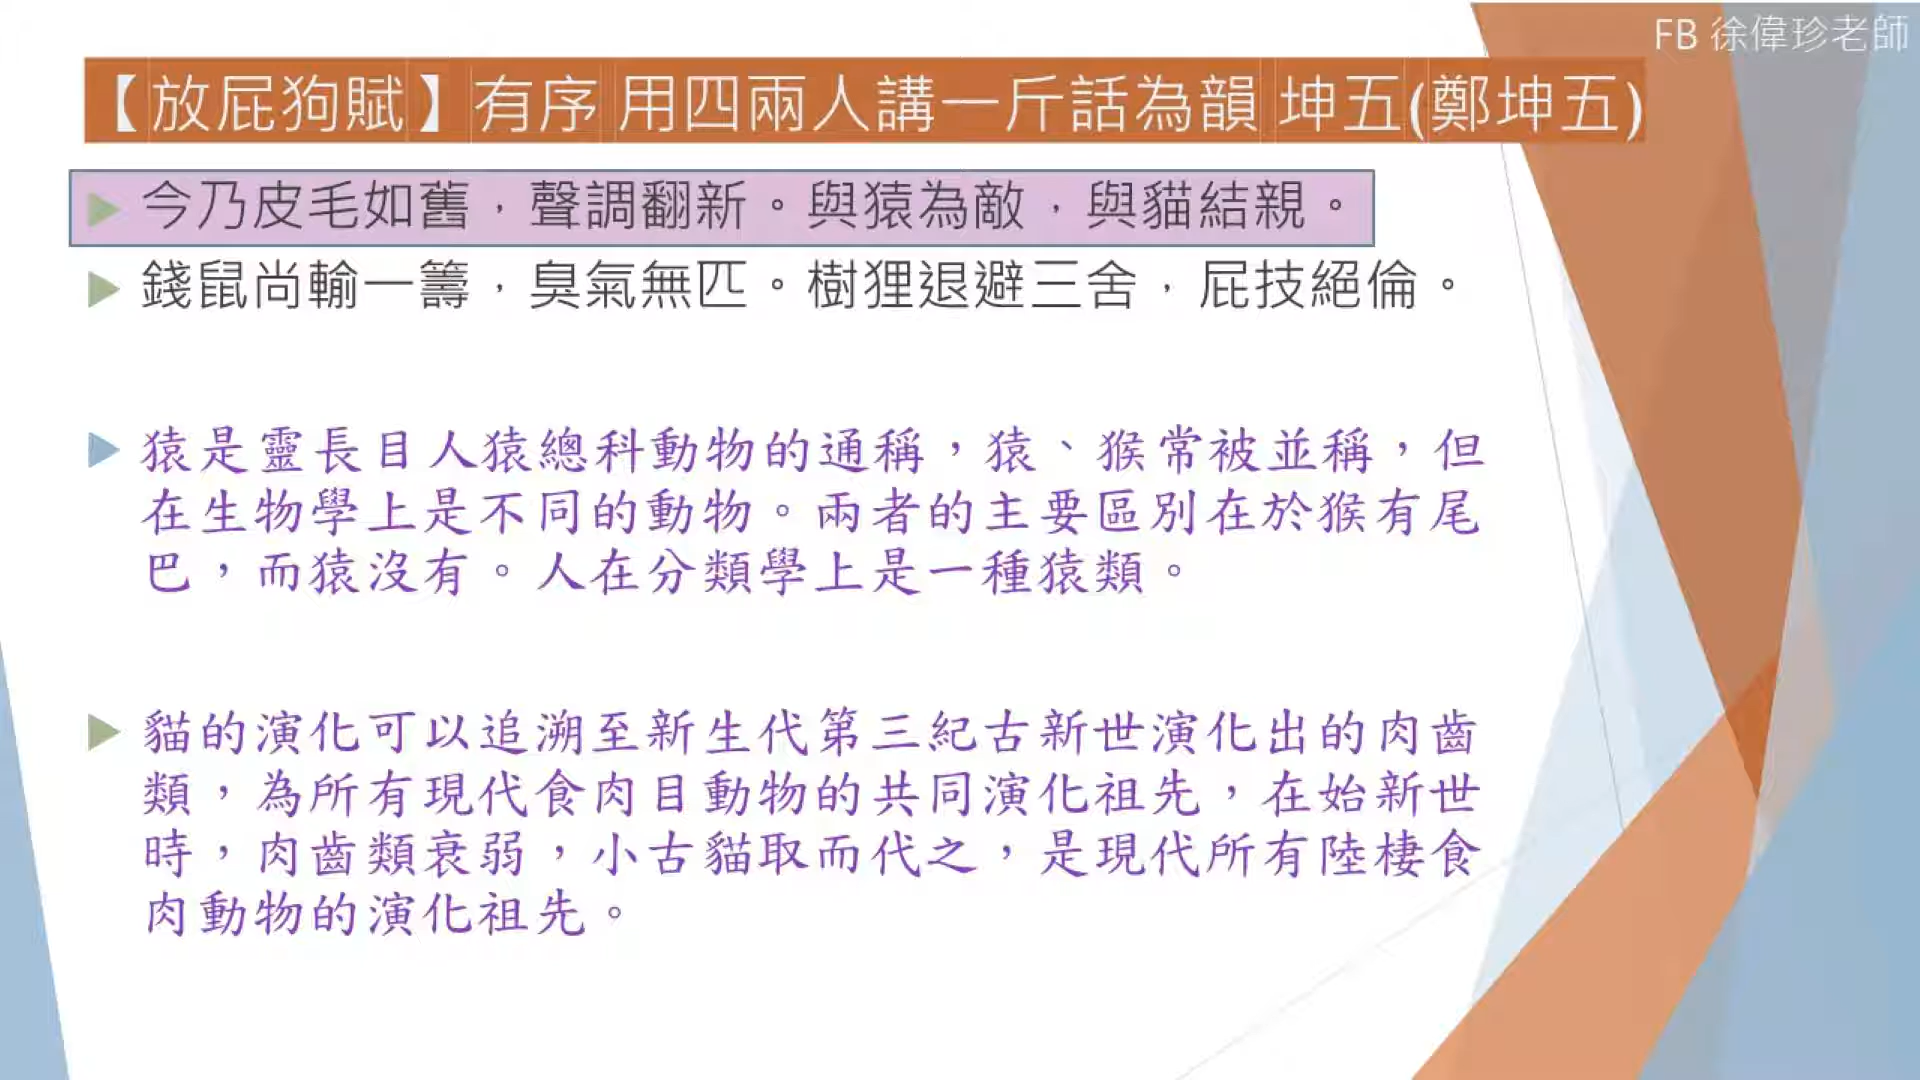 FB 徐偉珍老師
【放屁狗賦】有序 用四兩人講一斤話為韻 坤五(鄭坤五)
今乃皮毛如舊，聲調翻新。與猿為敵，與貓結親。
錢鼠尚輸一籌，臭氣無匹。樹狸退避三舍，屁技絕倫。
猿是靈長目人猿總科動物的通稱，猿、猴常被並稱，但
在生物學上是不同的動物。兩者的主要區別在於猴有尾
巴，而猿沒有。人在分類學上是一種猿類。
貓的演化可以追溯至新生代第三紀古新世演化出的肉齒
類，為所有現代食肉目動物的共同演化祖先，在始新世
時，肉齒類衰弱，小古貓取而代之，是現代所有陸棲食
肉動物的演化祖先。